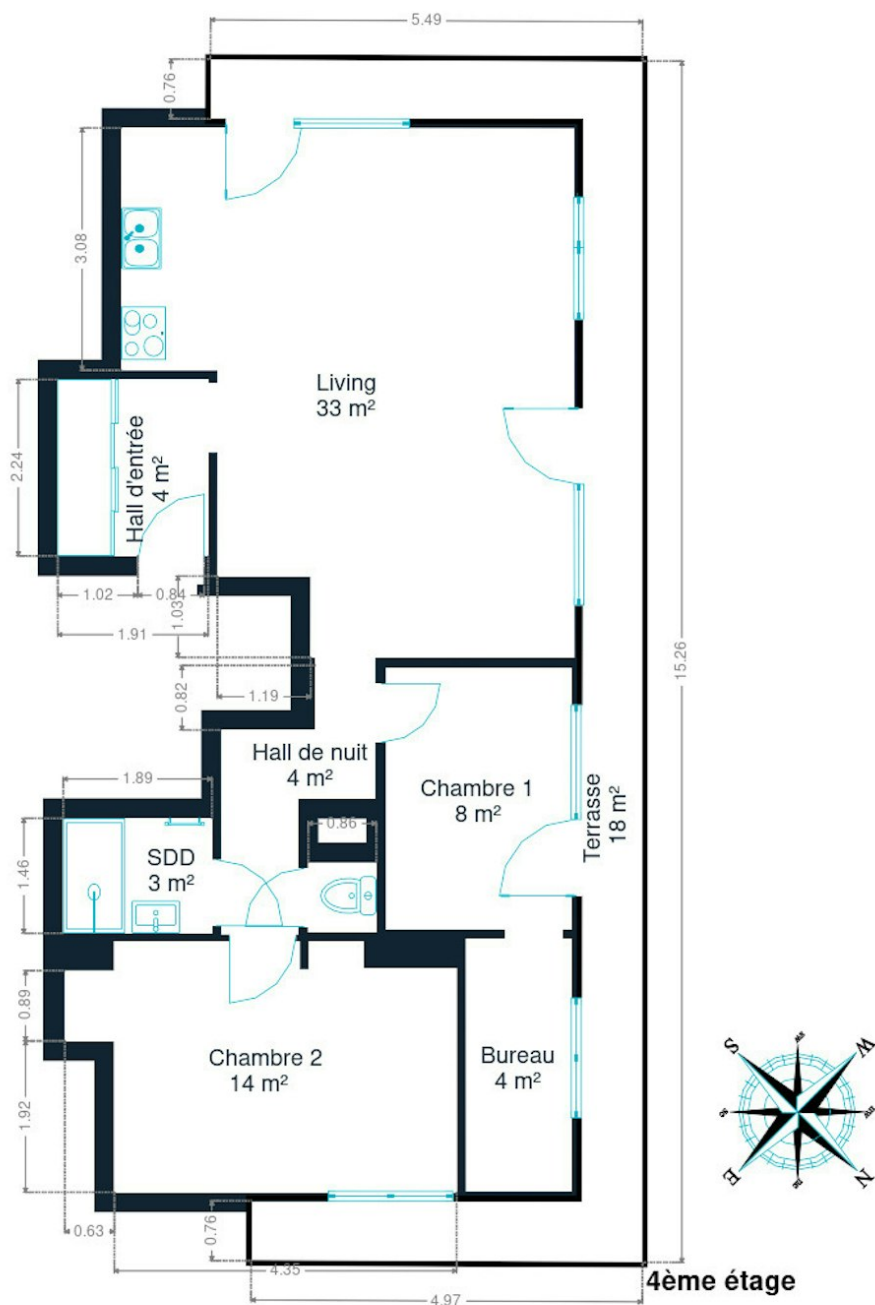 5.49
0.76
3.08
Living
33 m²
2.24
Hall d'entrée
4 m²
1.02
0.84
1.03
1.91
15.26
0.82
1.19
Hall de nuit
4 m²
1.89
Chambre 1
8 m²
Terrasse
18 m²
0.86
1.46
SDD
3 m²
0.89
Chambre 2
14 m²
Bureau
4 m²
S
W
E
N
1.92
0.63
0.76
4.35
4ème étage
4.97